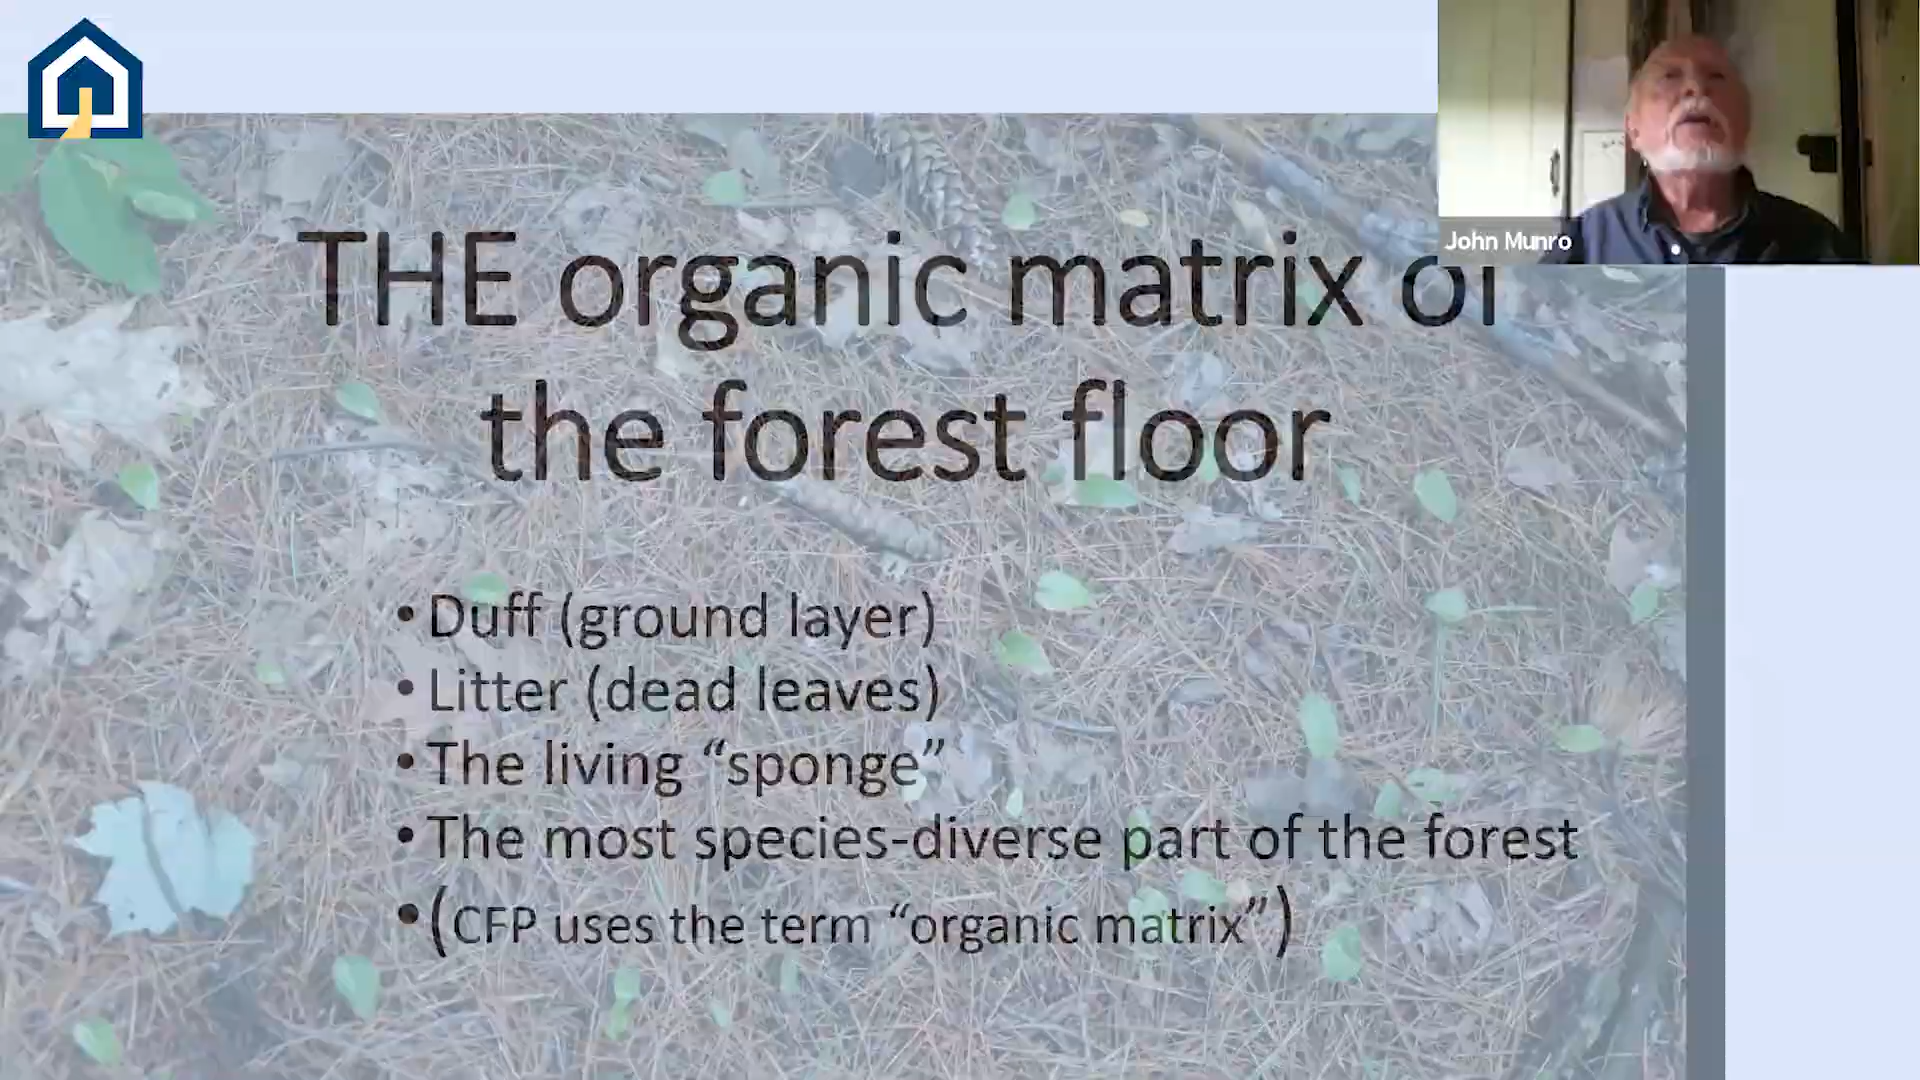 John Munro
THE organic matrix of
the forest floor
• Duff (ground layer)
• Litter (dead leaves)
• The living “sponge”
• The most species-diverse part of the forest
• (CFP uses the term “organic matrix”)